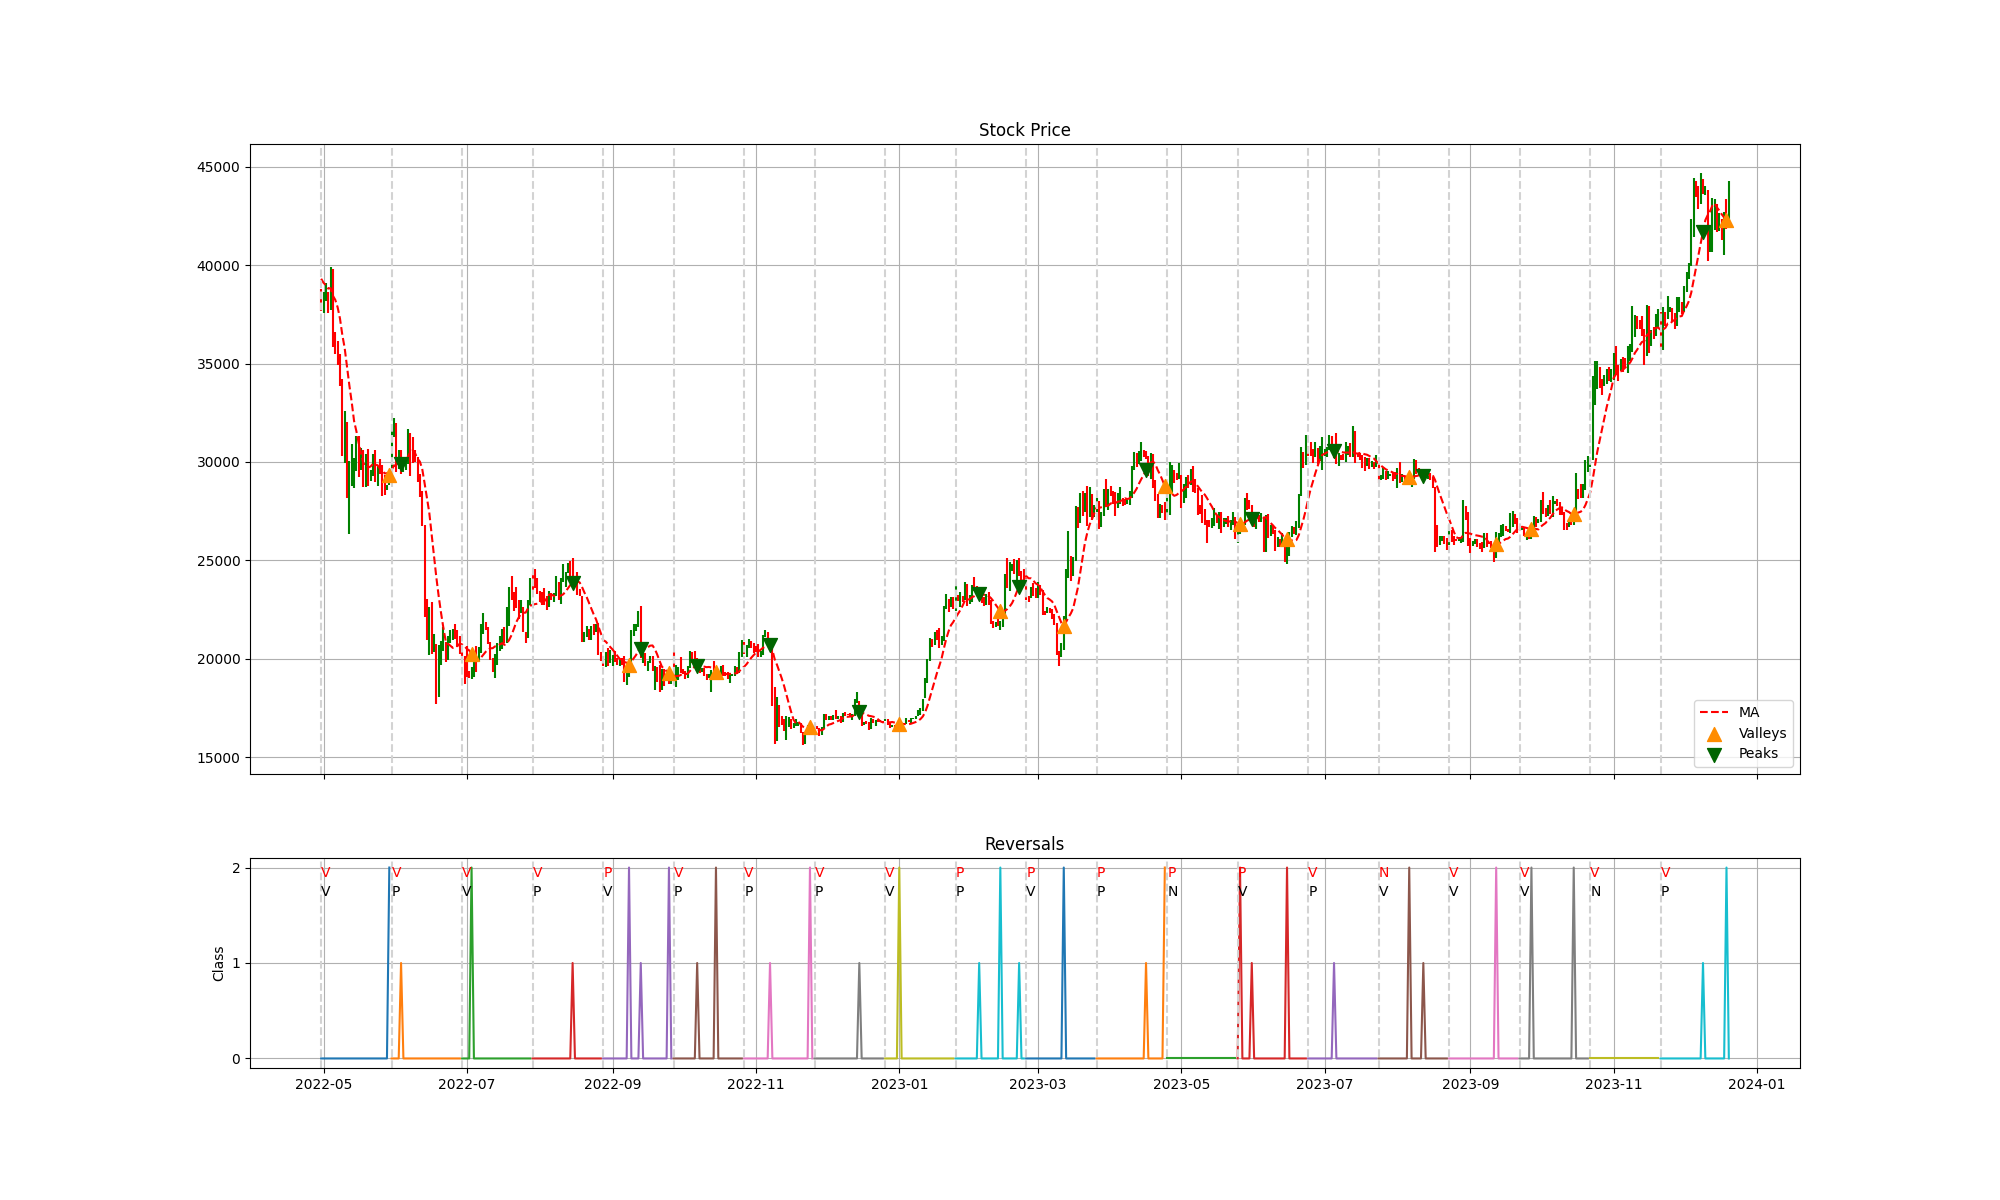 Stock Price
45000
40000
35000
30000
25000
20000
15000
MA
Valleys
Peaks
Reversals
2
1
0
Class
V V V V P V V V V P P P P P V N V V V V
V P V P V P P P V P V P N V P V V V N P
2022-05 2022-07 2022-09 2022-11 2023-01 2023-03 2023-05 2023-07 2023-09 2023-11 2024-01